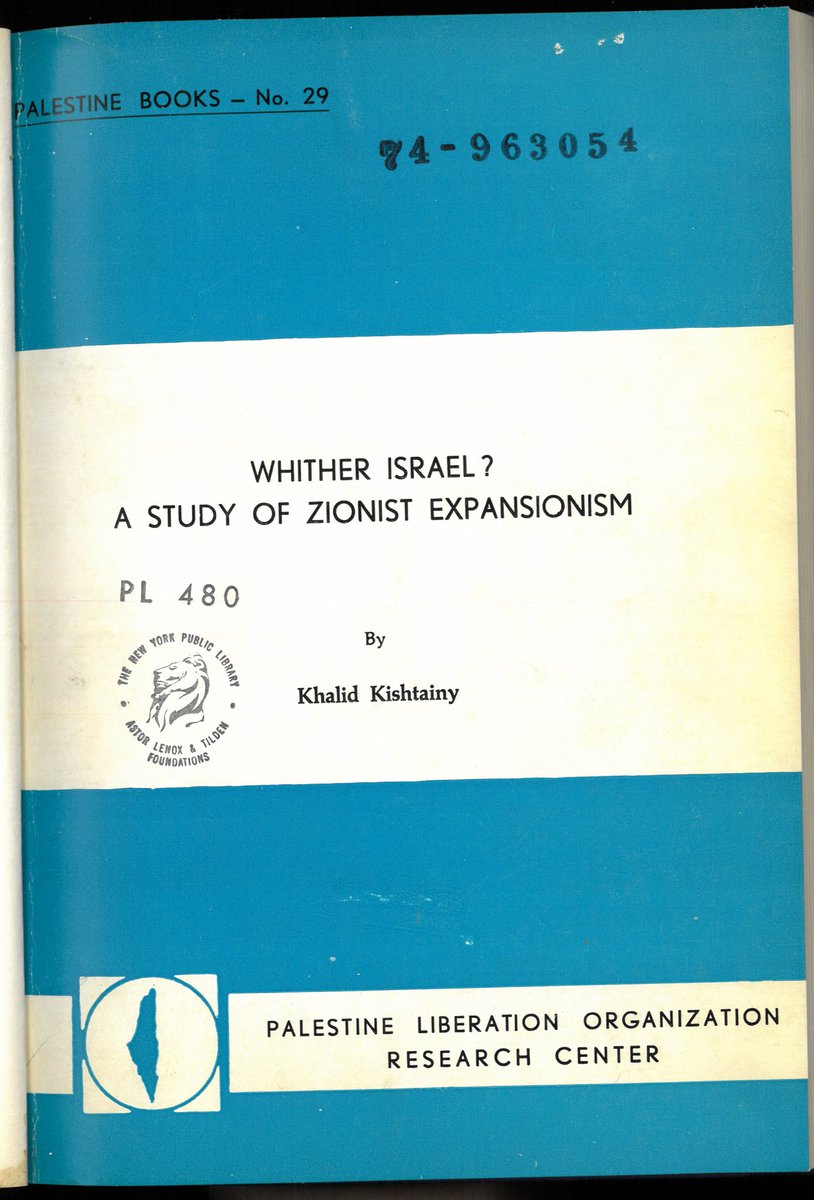 PALESTINE BOOKS – No. 29
74-963054
WHITHER ISRAEL?
A STUDY OF ZIONIST EXPANSIONISM
PL 480
THE NEW YORK PUBLIC LIBRARY
ASTOR LENOX & TILDEN
FOUNDATIONS
By
Khalid Kishtainy
PALESTINE LIBERATION ORGANIZATION
RESEARCH CENTER